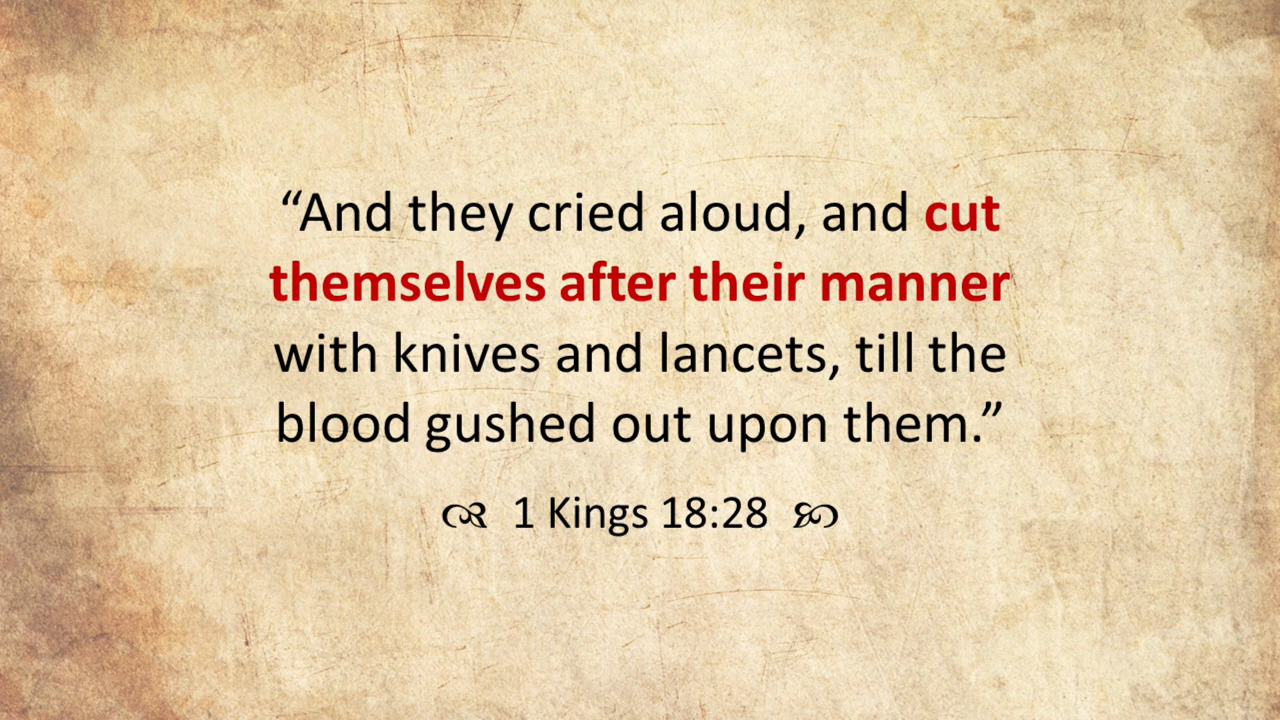 “And they cried aloud, and cut
themselves after their manner
with knives and lancets, till the
blood gushed out upon them.”
1 Kings 18:28